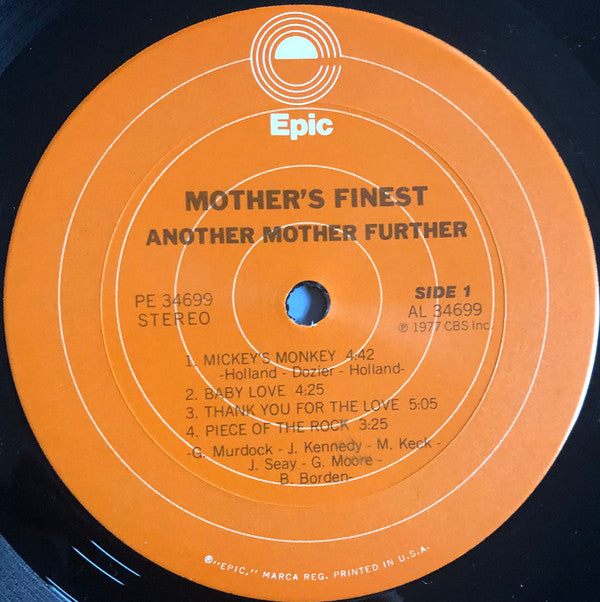 Epic
MOTHER'S FINEST
ANOTHER MOTHER FURTHER
PE 34699
STEREO
SIDE 1
AL 34699
℗ 1977 CBS Inc.
1. MICKEY'S MONKEY 4:42
-Holland - Dozier - Holland-
2. BABY LOVE 4:25
3. THANK YOU FOR THE LOVE 5:05
4. PIECE OF THE ROCK 3:25
-G. Murdock - J. Kennedy - M. Keck -
J. Seay - G. Moore -
B. Borden-
®"EPIC," MARCA REG. PRINTED IN U.S.A.